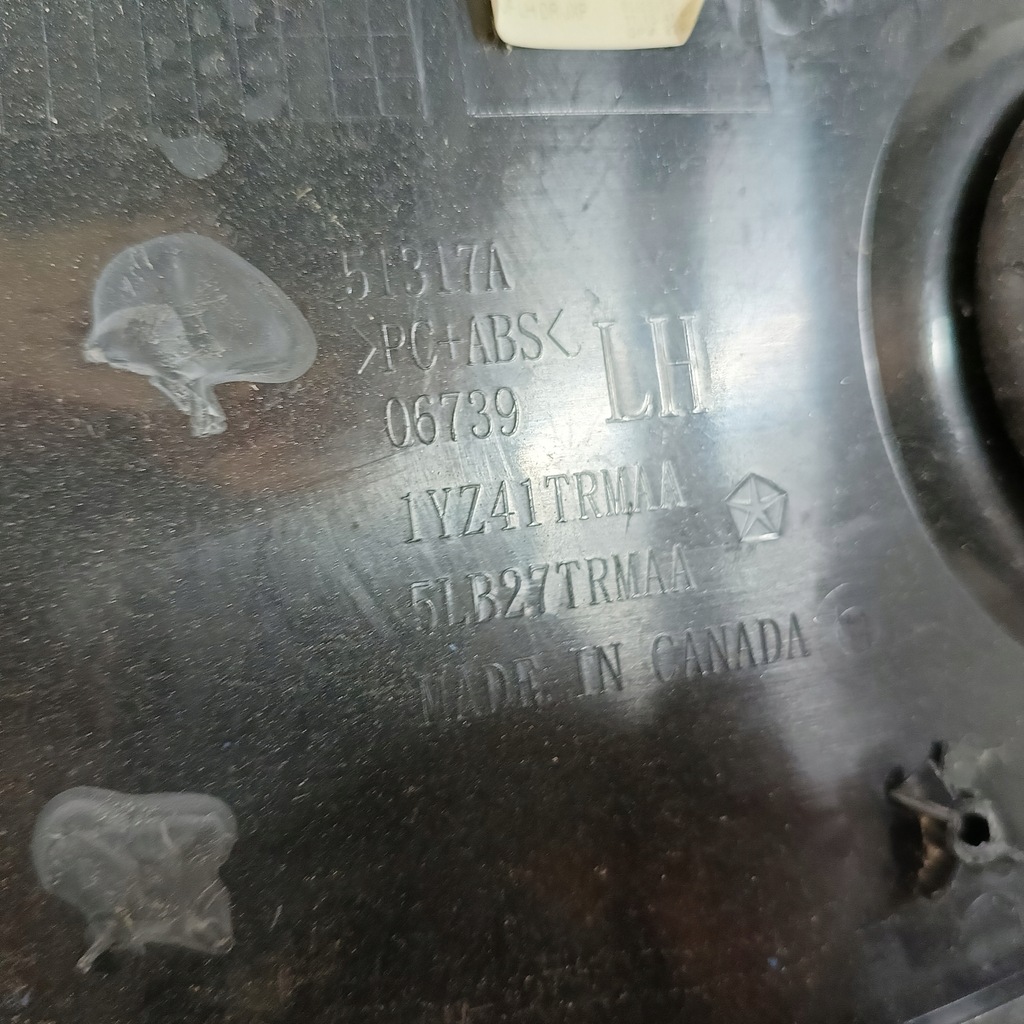 51317A
>PC+ABS<
LH
06739
1YZ41TRMAA
5LB27TRMAA
MADE IN CANADA